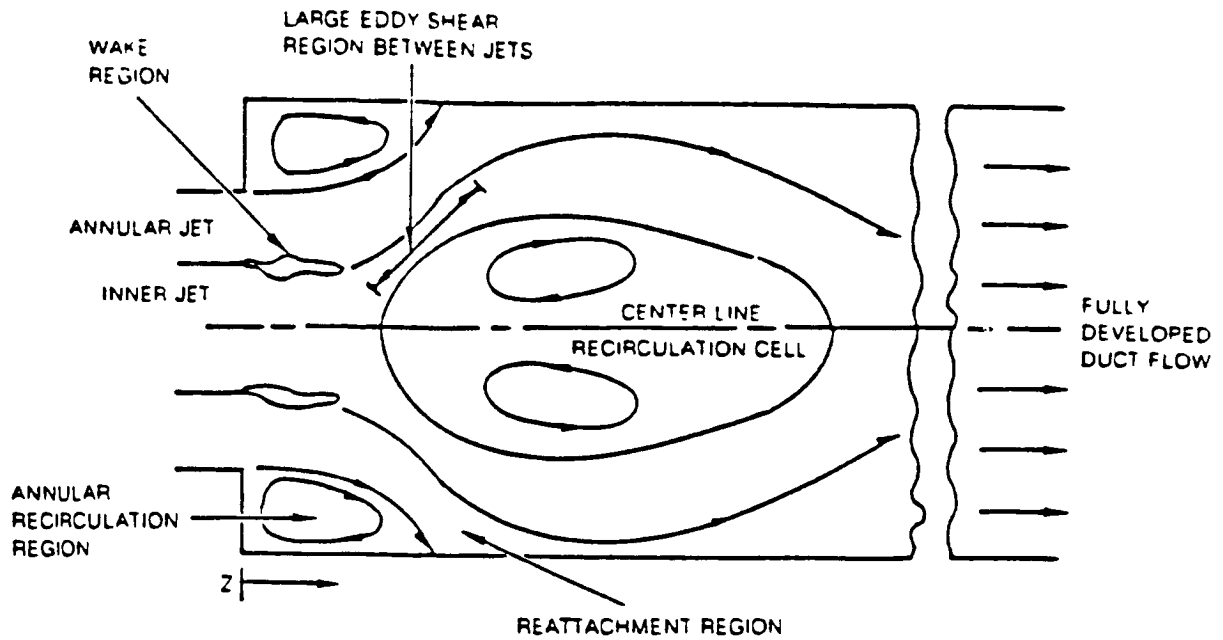 LARGE EDDY SHEAR
REGION BETWEEN JETS
WAKE
REGION
ANNULAR JET
INNER JET
CENTER LINE
RECIRCULATION CELL
FULLY
DEVELOPED
DUCT FLOW
ANNULAR
RECIRCULATION
REGION
Z
REATTACHMENT REGION